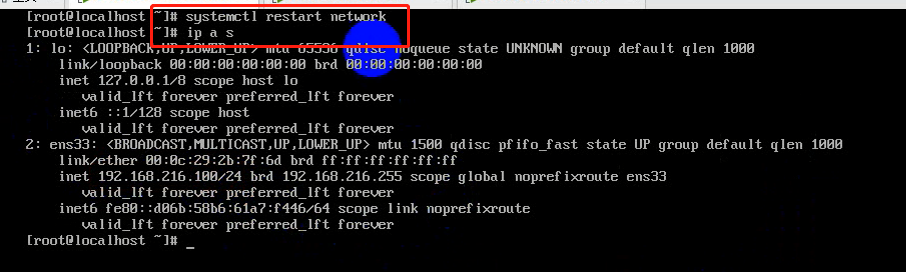 [root@localhost ~]# systemctl restart network
[root@localhost ~]# ip a s
1: lo: <LOOPBACK,UP,LOWER_UP> mtu 65536 qdisc noqueue state UNKNOWN group default qlen 1000
link/loopback 00:00:00:00:00:00 brd 00:00:00:00:00:00
inet 127.0.0.1/8 scope host lo
valid_lft forever preferred_lft forever
inet6 ::1/128 scope host
valid_lft forever preferred_lft forever
2: ens33: <BROADCAST,MULTICAST,UP,LOWER_UP> mtu 1500 qdisc pfifo_fast state UP group default qlen 1000
link/ether 00:0c:29:2b:7f:6d brd ff:ff:ff:ff:ff:ff
inet 192.168.216.100/24 brd 192.168.216.255 scope global noprefixroute ens33
valid_lft forever preferred_lft forever
inet6 fe80::d06b:58b6:61a7:f446/64 scope link noprefixroute
valid_lft forever preferred_lft forever
[root@localhost ~]# _